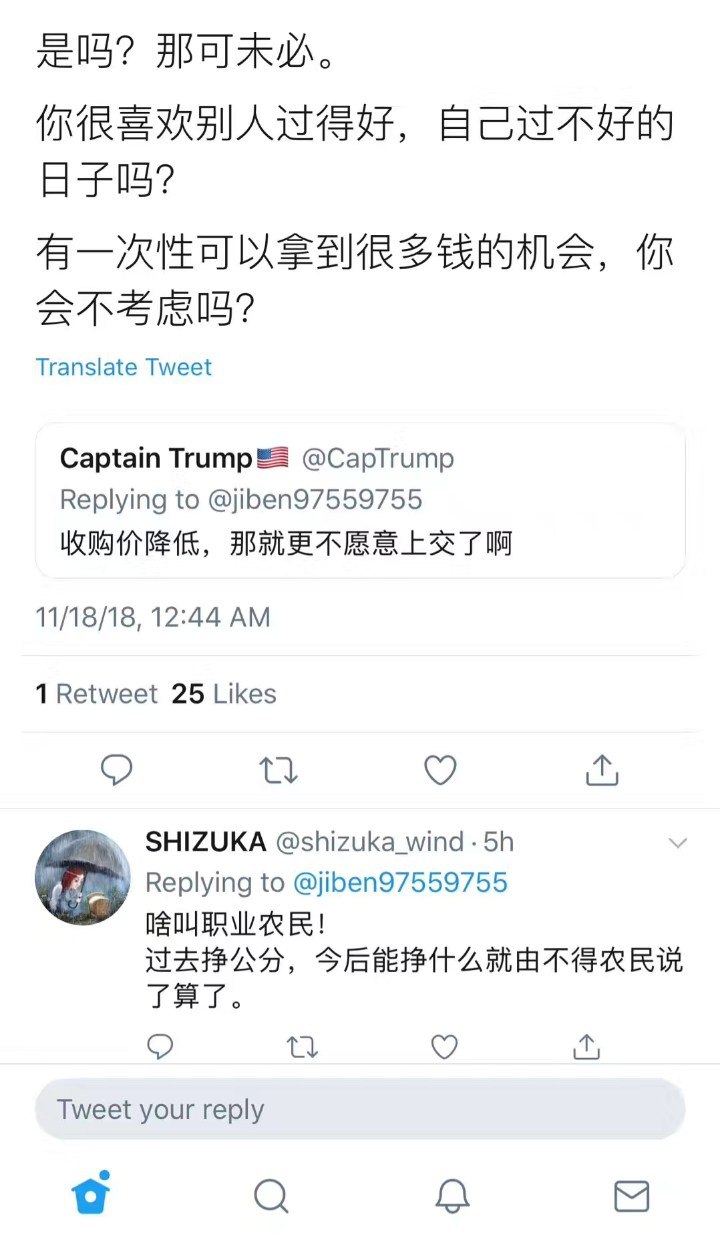 是吗？那可未必。
你很喜欢别人过得好，自己过不好的
日子吗？
有一次性可以拿到很多钱的机会，你
会不考虑吗？
Translate Tweet
Captain Trump🇺🇸 @CapTrump
Replying to @jiben97559755
收购价降低，那就更不愿意上交了啊
11/18/18, 12:44 AM
1 Retweet 25 Likes
SHIZUKA @shizuka_wind · 5h
Replying to @jiben97559755
啥叫职业农民！
过去挣公分，今后能挣什么就由不得农民说
了算了。
Tweet your reply